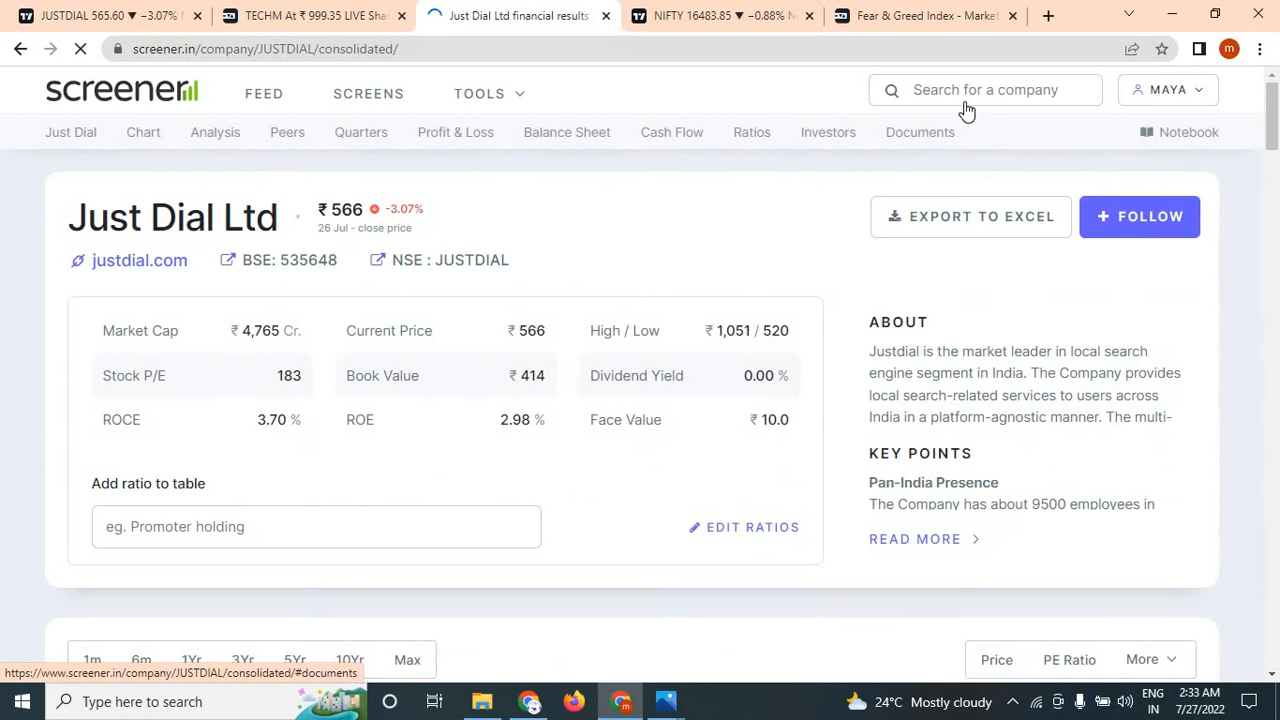 JUSTDIAL 565.60 ▼ −3.07%
TECHM At ₹ 999.35 LIVE Sha
Just Dial Ltd financial results
NIFTY 16483.85 ▼ −0.88% N
Fear & Greed Index - Market
screener.in/company/JUSTDIAL/consolidated/
screener
FEED
SCREENS
TOOLS
Search for a company
MAYA
Just Dial
Chart
Analysis
Peers
Quarters
Profit & Loss
Balance Sheet
Cash Flow
Ratios
Investors
Documents
Notebook
Just Dial Ltd
₹ 566
-3.07%
26 Jul - close price
EXPORT TO EXCEL
+ FOLLOW
justdial.com
BSE: 535648
NSE : JUSTDIAL
Market Cap ₹ 4,765 Cr.
Current Price ₹ 566
High / Low ₹ 1,051 / 520
Stock P/E 183
Book Value ₹ 414
Dividend Yield 0.00 %
ROCE 3.70 %
ROE 2.98 %
Face Value ₹ 10.0
Add ratio to table
eg. Promoter holding
EDIT RATIOS
ABOUT
Justdial is the market leader in local search
engine segment in India. The Company provides
local search-related services to users across
India in a platform-agnostic manner. The multi-
KEY POINTS
Pan-India Presence
The Company has about 9500 employees in
READ MORE
1m
6m
1Yr
3Yr
5Yr
10Yr
Max
Price
PE Ratio
More
https://www.screener.in/company/JUSTDIAL/consolidated/#documents
Type here to search
m
24°C Mostly cloudy
ENG
IN
2:33 AM
7/27/2022